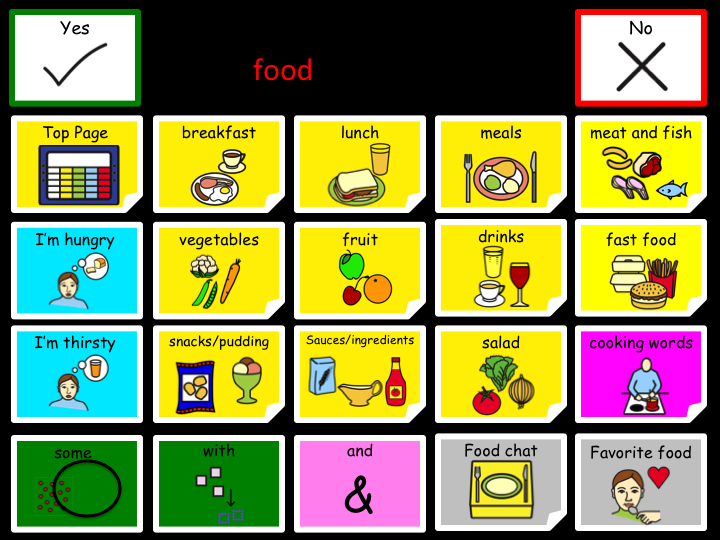 Yes
food
No
Top Page
breakfast
lunch
meals
meat and fish
I'm hungry
vegetables
fruit
drinks
fast food
I'm thirsty
snacks/pudding
Sauces/ingredients
salad
cooking words
some
with
and
&
Food chat
Favorite food